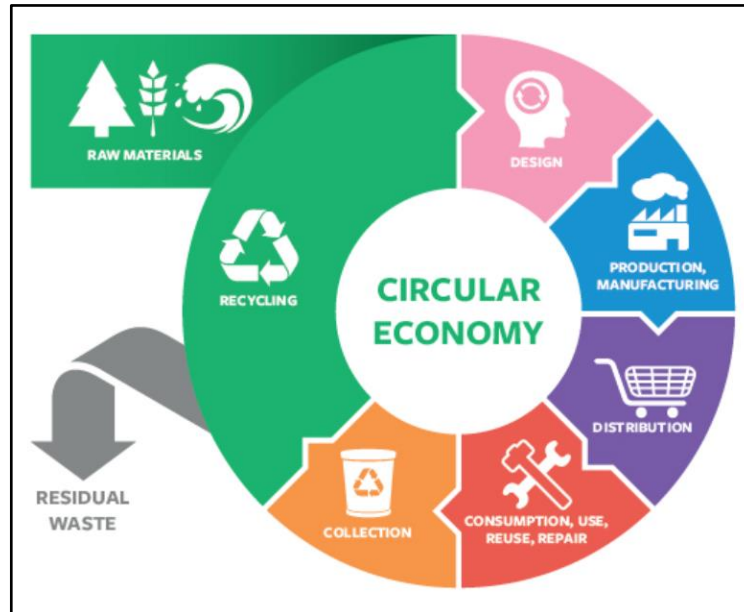 RAW MATERIALS
DESIGN
PRODUCTION,
MANUFACTURING
DISTRIBUTION
CONSUMPTION, USE,
REUSE, REPAIR
COLLECTION
RECYCLING
RESIDUAL
WASTE
CIRCULAR
ECONOMY